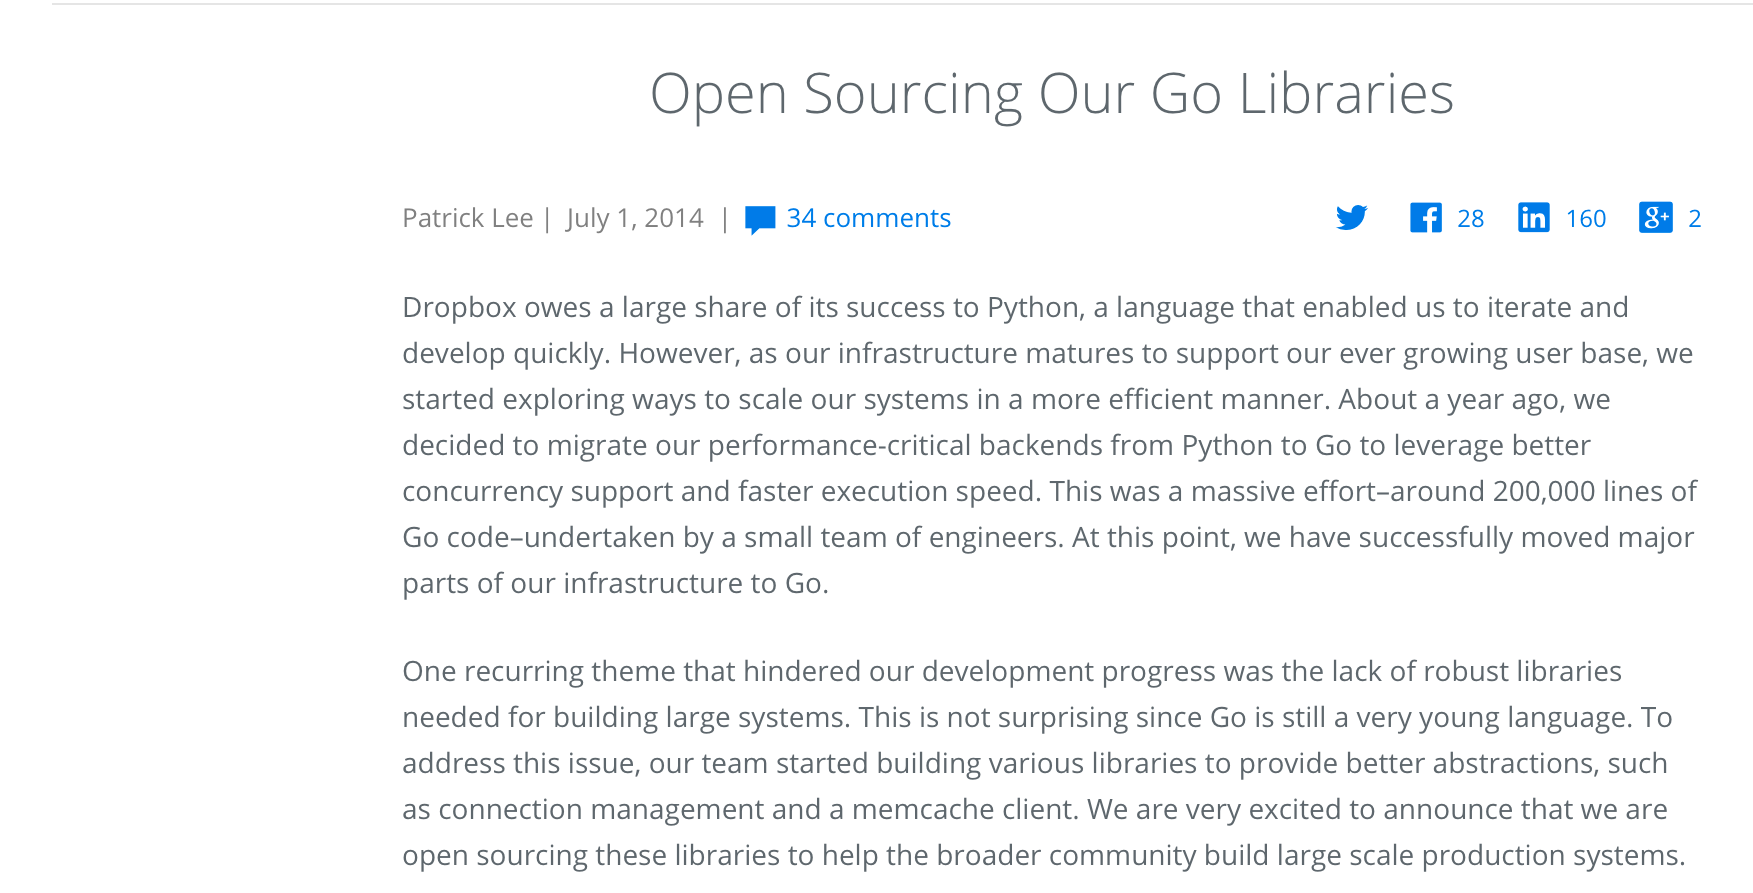 Open Sourcing Our Go Libraries
Patrick Lee | July 1, 2014 | 34 comments 28 in 160 g+ 2
Dropbox owes a large share of its success to Python, a language that enabled us to iterate and
develop quickly. However, as our infrastructure matures to support our ever growing user base, we
started exploring ways to scale our systems in a more efficient manner. About a year ago, we
decided to migrate our performance-critical backends from Python to Go to leverage better
concurrency support and faster execution speed. This was a massive effort–around 200,000 lines of
Go code–undertaken by a small team of engineers. At this point, we have successfully moved major
parts of our infrastructure to Go.
One recurring theme that hindered our development progress was the lack of robust libraries
needed for building large systems. This is not surprising since Go is still a very young language. To
address this issue, our team started building various libraries to provide better abstractions, such
as connection management and a memcache client. We are very excited to announce that we are
open sourcing these libraries to help the broader community build large scale production systems.